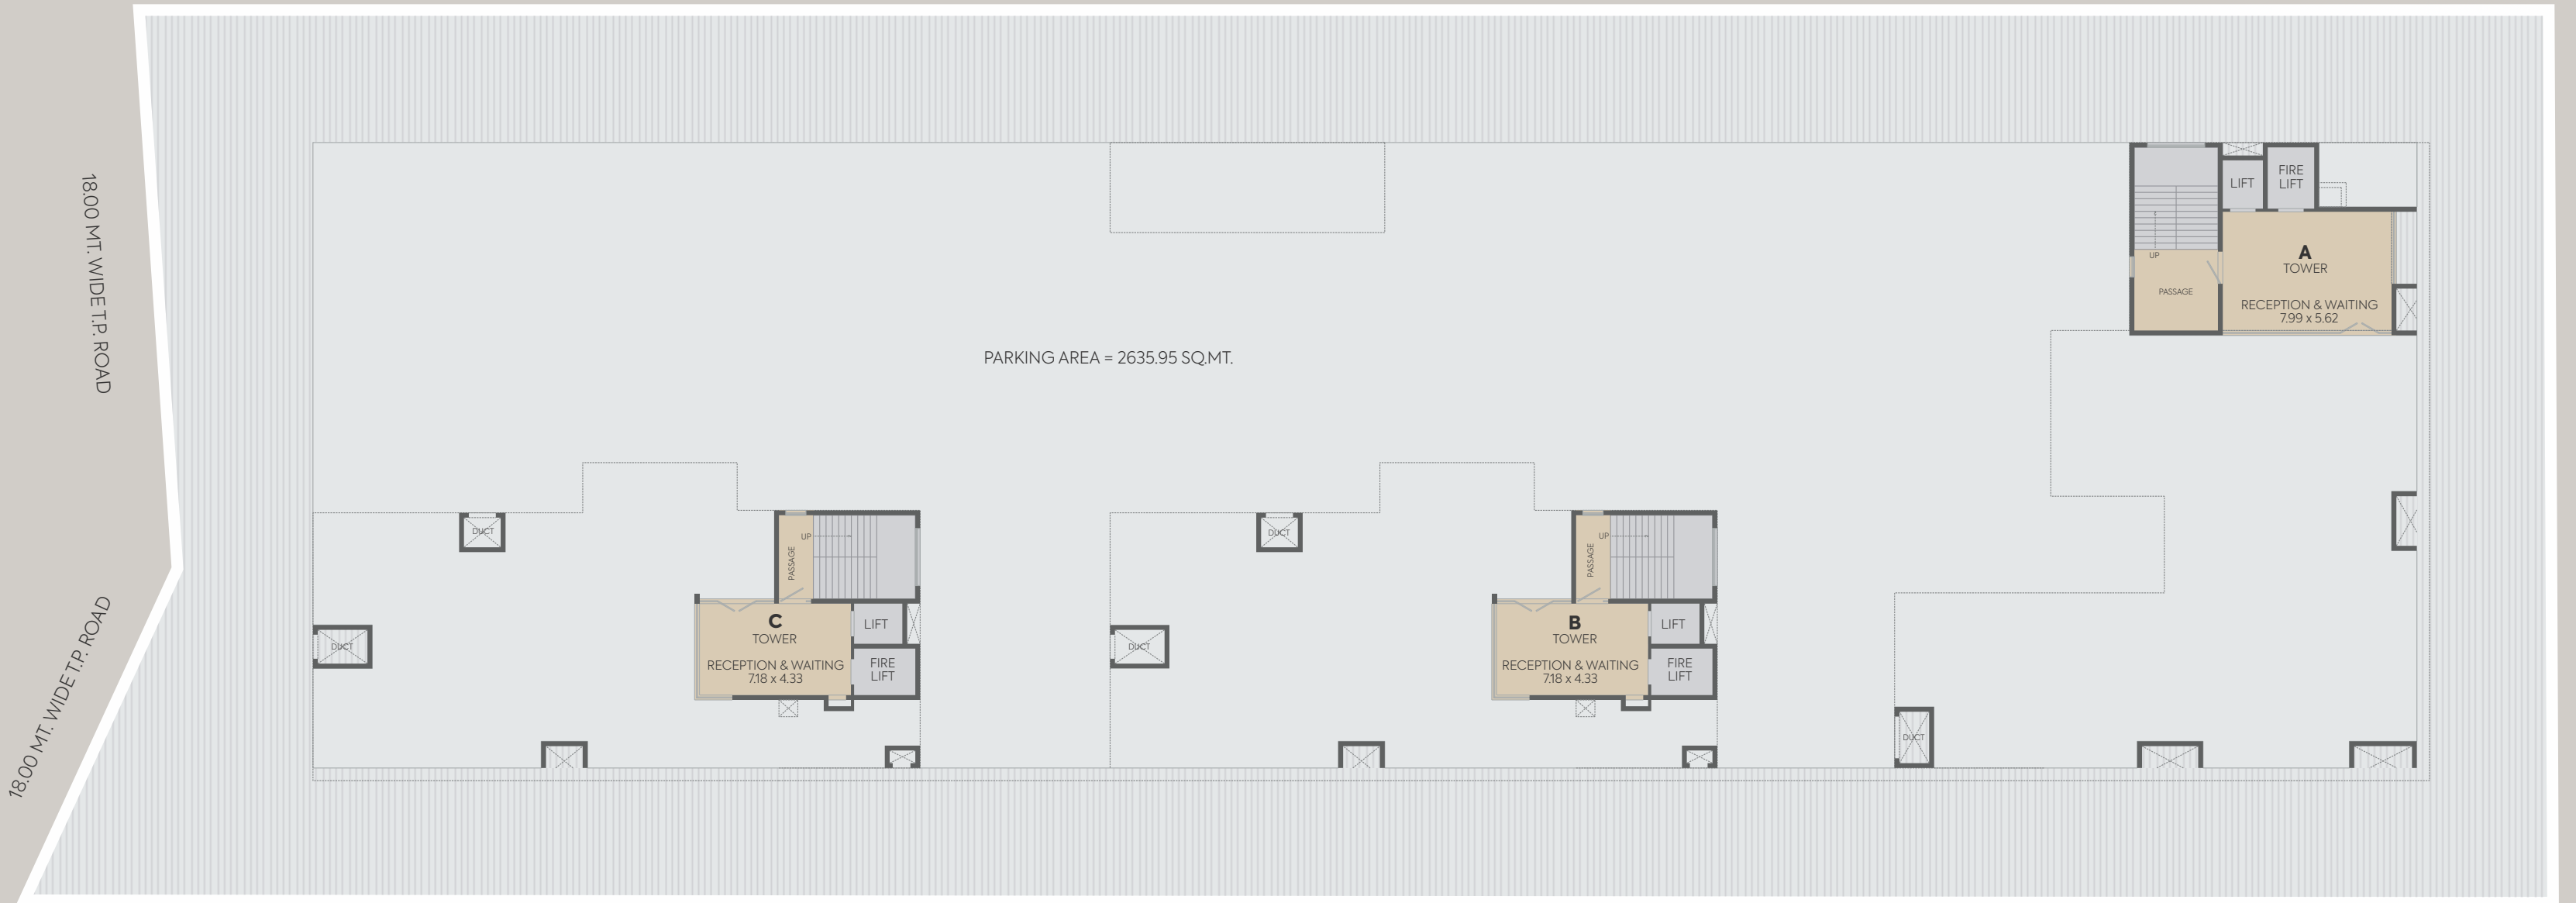 18.00 MT. WIDE T.P. ROAD
18.00 MT. WIDE T.P. ROAD
PARKING AREA = 2635.95 SQ.MT.
LIFT
FIRE
LIFT
UP
PASSAGE
A
TOWER
RECEPTION & WAITING
7.99 x 5.62
DUCT
DUCT
UP
PASSAGE
C
TOWER
RECEPTION & WAITING
7.18 x 4.33
LIFT
FIRE
LIFT
DUCT
DUCT
UP
PASSAGE
B
TOWER
RECEPTION & WAITING
7.18 x 4.33
LIFT
FIRE
LIFT
DUCT